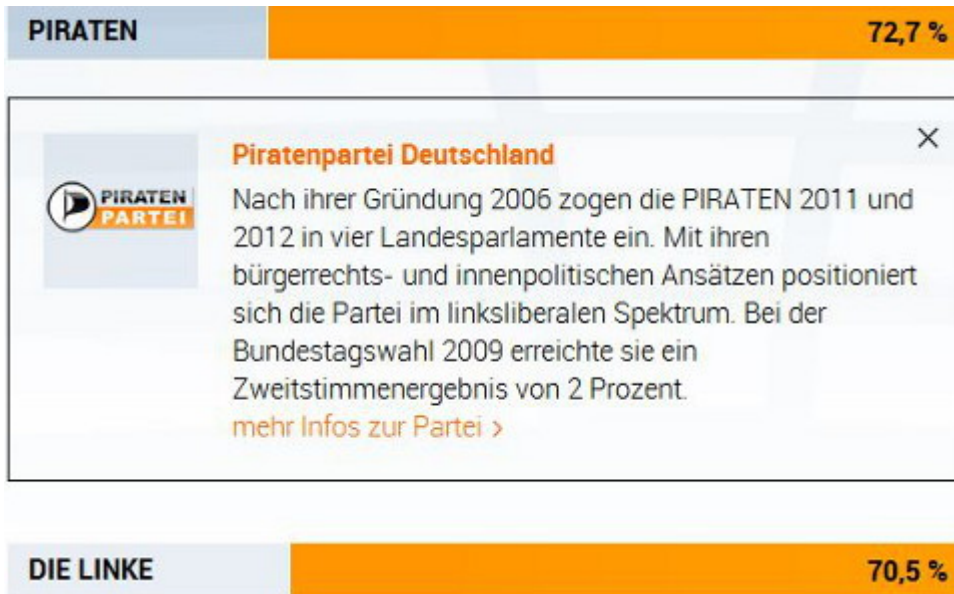 PIRATEN 72,7 %
PIRATEN
PARTEI
Piratenpartei Deutschland
Nach ihrer Gründung 2006 zogen die PIRATEN 2011 und
2012 in vier Landesparlamente ein. Mit ihren
bürgerrechts- und innenpolitischen Ansätzen positioniert
sich die Partei im linksliberalen Spektrum. Bei der
Bundestagswahl 2009 erreichte sie ein
Zweitstimmenergebnis von 2 Prozent.
mehr Infos zur Partei >
DIE LINKE 70,5 %